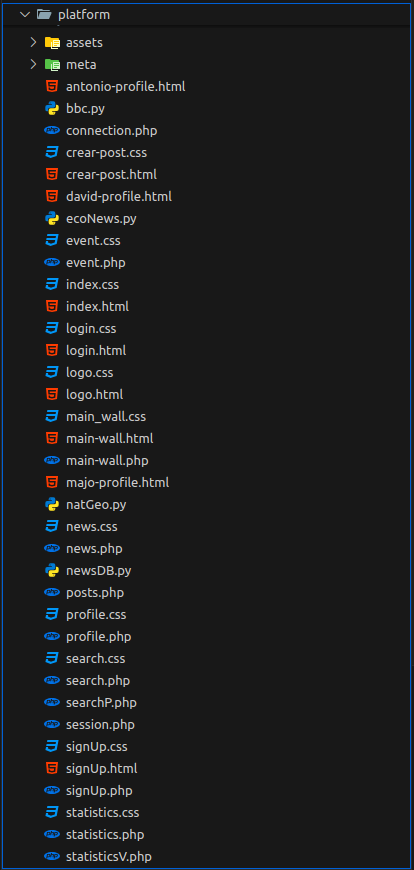 platform
assets
meta
antonio-profile.html
bbc.py
connection.php
crear-post.css
crear-post.html
david-profile.html
ecoNews.py
event.css
event.php
index.css
index.html
login.css
login.html
logo.css
logo.html
main_wall.css
main-wall.html
main-wall.php
majo-profile.html
natGeo.py
news.css
news.php
newsDB.py
posts.php
profile.css
profile.php
search.css
search.php
searchP.php
session.php
signUp.css
signUp.html
signUp.php
statistics.css
statistics.php
statisticsV.php